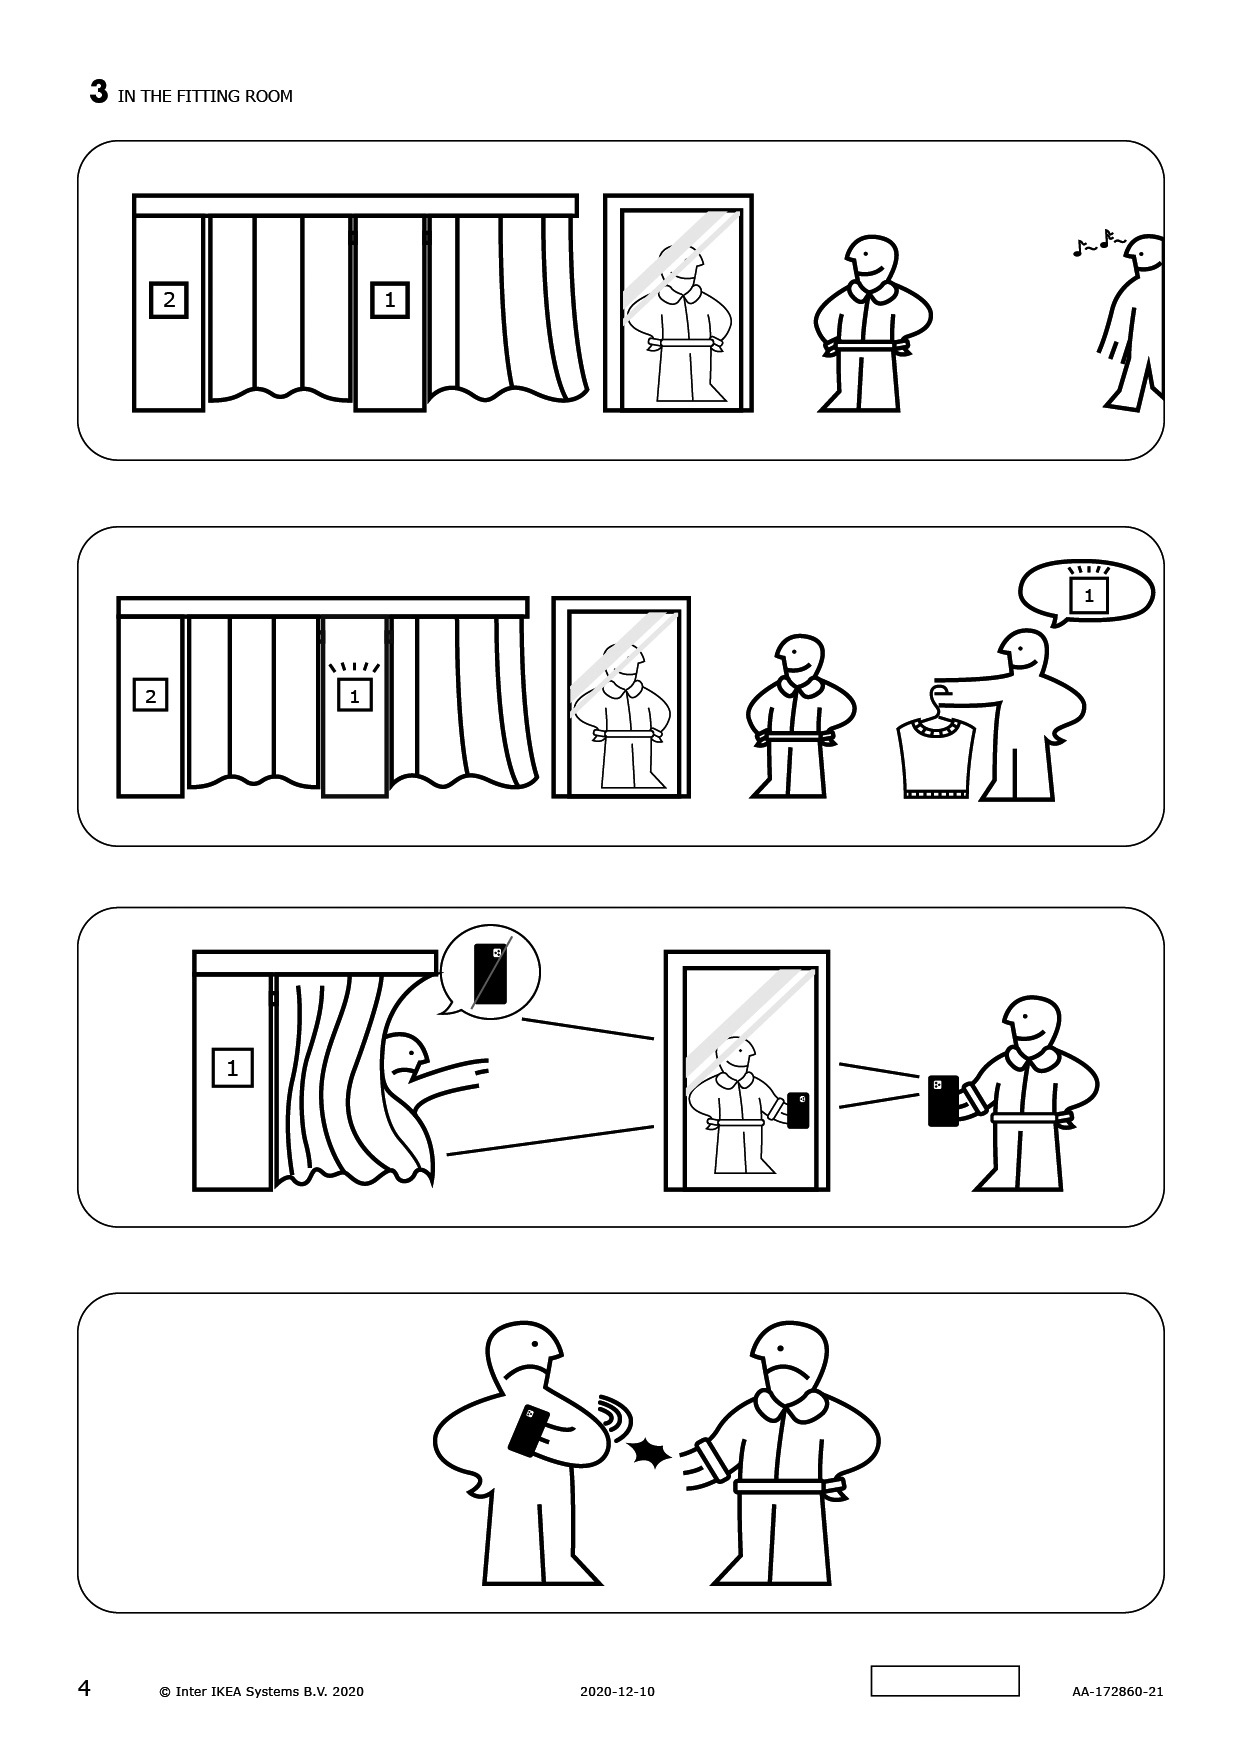 3 IN THE FITTING ROOM
2
1
1
2
1
1
4
© Inter IKEA Systems B.V. 2020
2020-12-10
AA-172860-21